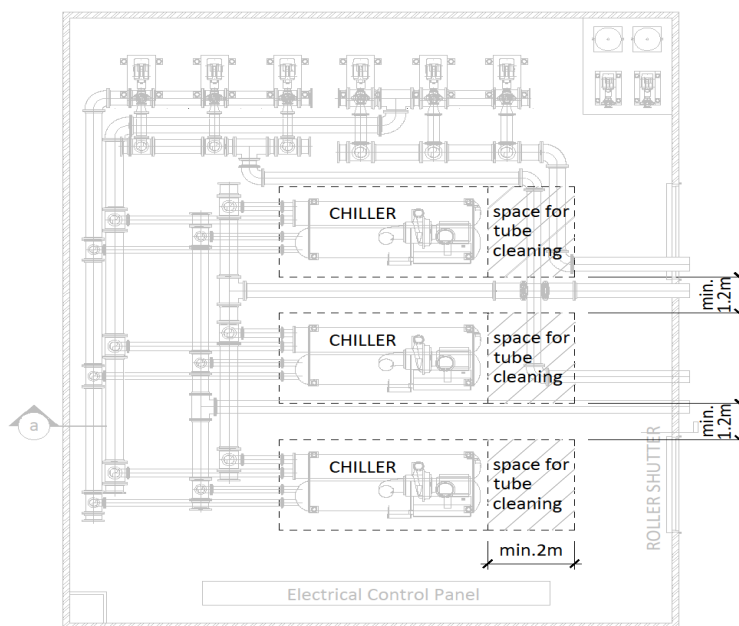 CHILLER
space for
tube
cleaning
min.
1.2m
CHILLER
space for
tube
cleaning
min.
1.2m
a
CHILLER
space for
tube
cleaning
ROLLER SHUTTER
min.2m
Electrical Control Panel